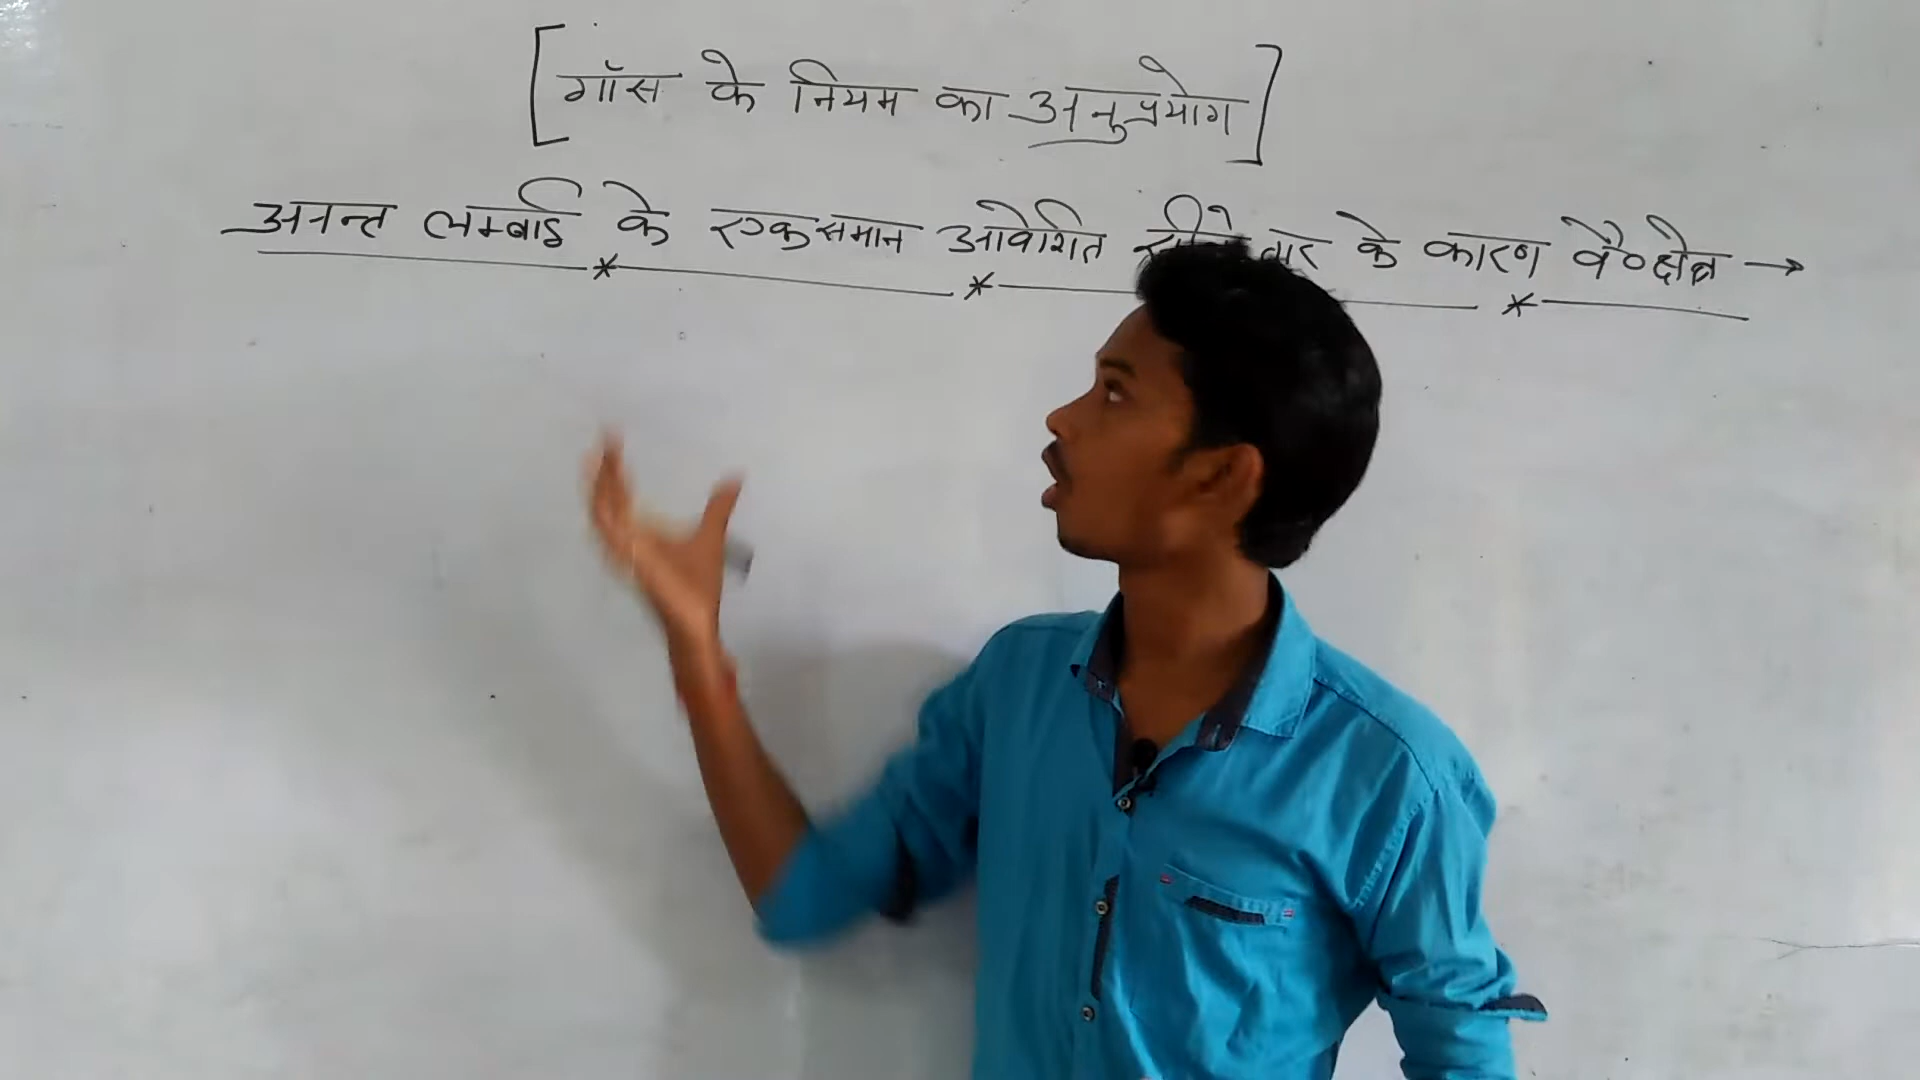 [गॉस के नियम का अनुप्रयोग]
अनन्त लम्बाई के एकसमान आवेशित के कारण वै०क्षेत्र →